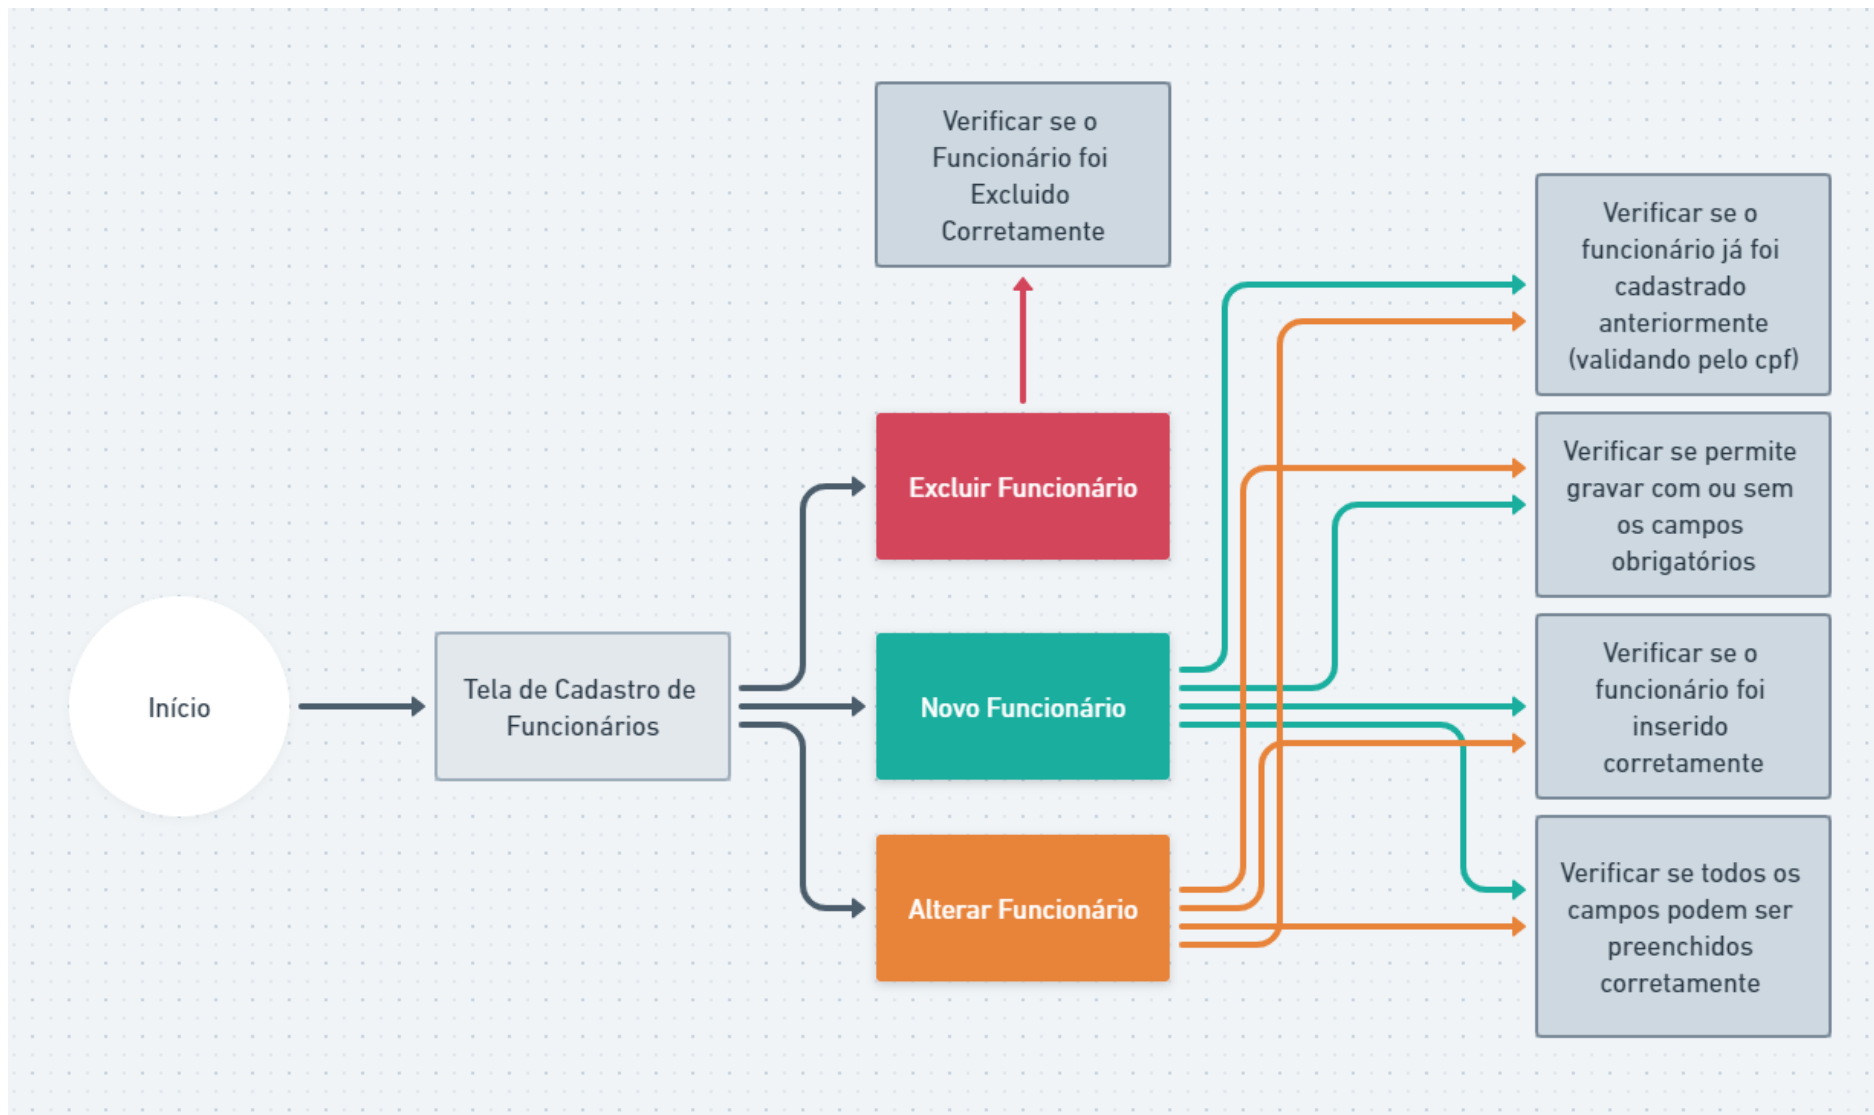 Início
Tela de Cadastro de
Funcionários
Verificar se o
Funcionário foi
Excluido
Corretamente
Excluir Funcionário
Novo Funcionário
Alterar Funcionário
Verificar se o
funcionário já foi
cadastrado
anteriormente
(validando pelo cpf)
Verificar se permite
gravar com ou sem
os campos
obrigatórios
Verificar se o
funcionário foi
inserido
corretamente
Verificar se todos os
campos podem ser
preenchidos
corretamente